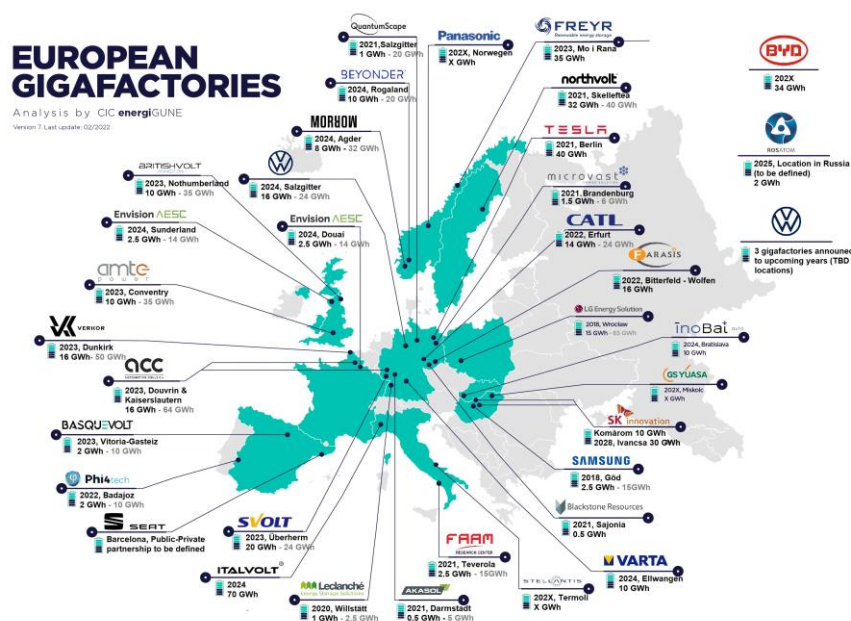 EUROPEAN
GIGAFACTORIES
Analysis by CIC energiGUNE
Version 7. Last update: 02/2022
QuantumScape
2021,Salzgitter
1 GWh - 20 GWh
BEYONDER
2024, Rogaland
10 GWh - 20 GWh
MORROW
2024, Agder
8 GWh - 32 GWh
2024, Salzgitter
16 GWh - 24 GWh
BRITISHVOLT
2023, Nothumberland
10 GWh - 35 GWh
Envision AESC
2024, Sunderland
2.5 GWh - 14 GWh
Envision AESC
2024, Douai
2.5 GWh - 14 GWh
amte
power
2023, Conventry
10 GWh - 35 GWh
VERKOR
2023, Dunkirk
16 GWh - 50 GWh
acc
2023, Douvrin &
Kaiserslautern
16 GWh - 64 GWh
BASQUEVOLT
2023, Vitoria-Gasteiz
2 GWh - 10 GWh
Phi4tech
2022, Badajoz
2 GWh - 10 GWh
SEAT
Barcelona, Public-Private
partnership to be defined
SVOLT
2023, Überherm
20 GWh - 24 GWh
ITALVOLT
2024
70 GWh
Leclanché
2020, Willstätt
1 GWh - 2.5 GWh
AKASOL
2021, Darmstadt
0.5 GWh - 5 GWh
FAAM
RESEARCH CENTER
2021, Teverola
2.5 GWh - 15GWh
STELLANTIS
202X, Termoli
X GWh
VARTA
2024, Ellwangen
10 GWh
Blackstone Resources
2021, Sajonia
0.5 GWh
SAMSUNG
2018, Göd
2.5 GWh - 15GWh
SK innovation
Komárom 10 GWh
2028, Ivancsa 30 GWh
GS YUASA
202X, Miskolc
X GWh
inoBat auto
2024, Bratislava
10 GWh
LG Energy Solution
2018, Wroclaw
15 GWh - 65 GWh
FARASIS
2022, Bitterfeld - Wolfen
16 GWh
CATL
2022, Erfurt
14 GWh - 24 GWh
microvast
2021.Brandenburg
1.5 GWh - 6 GWh
TESLA
2021, Berlin
40 GWh
northvolt
2021, Skelleftea
32 GWh - 40 GWh
FREYR
2023, Mo i Rana
35 GWh
Panasonic
202X, Norwegen
X GWh
BYD
202X
34 GWh
ROSATOM
2025, Location in Russia
(to be defined)
2 GWh
3 gigafactories announced
to upcoming years (TBD
locations)